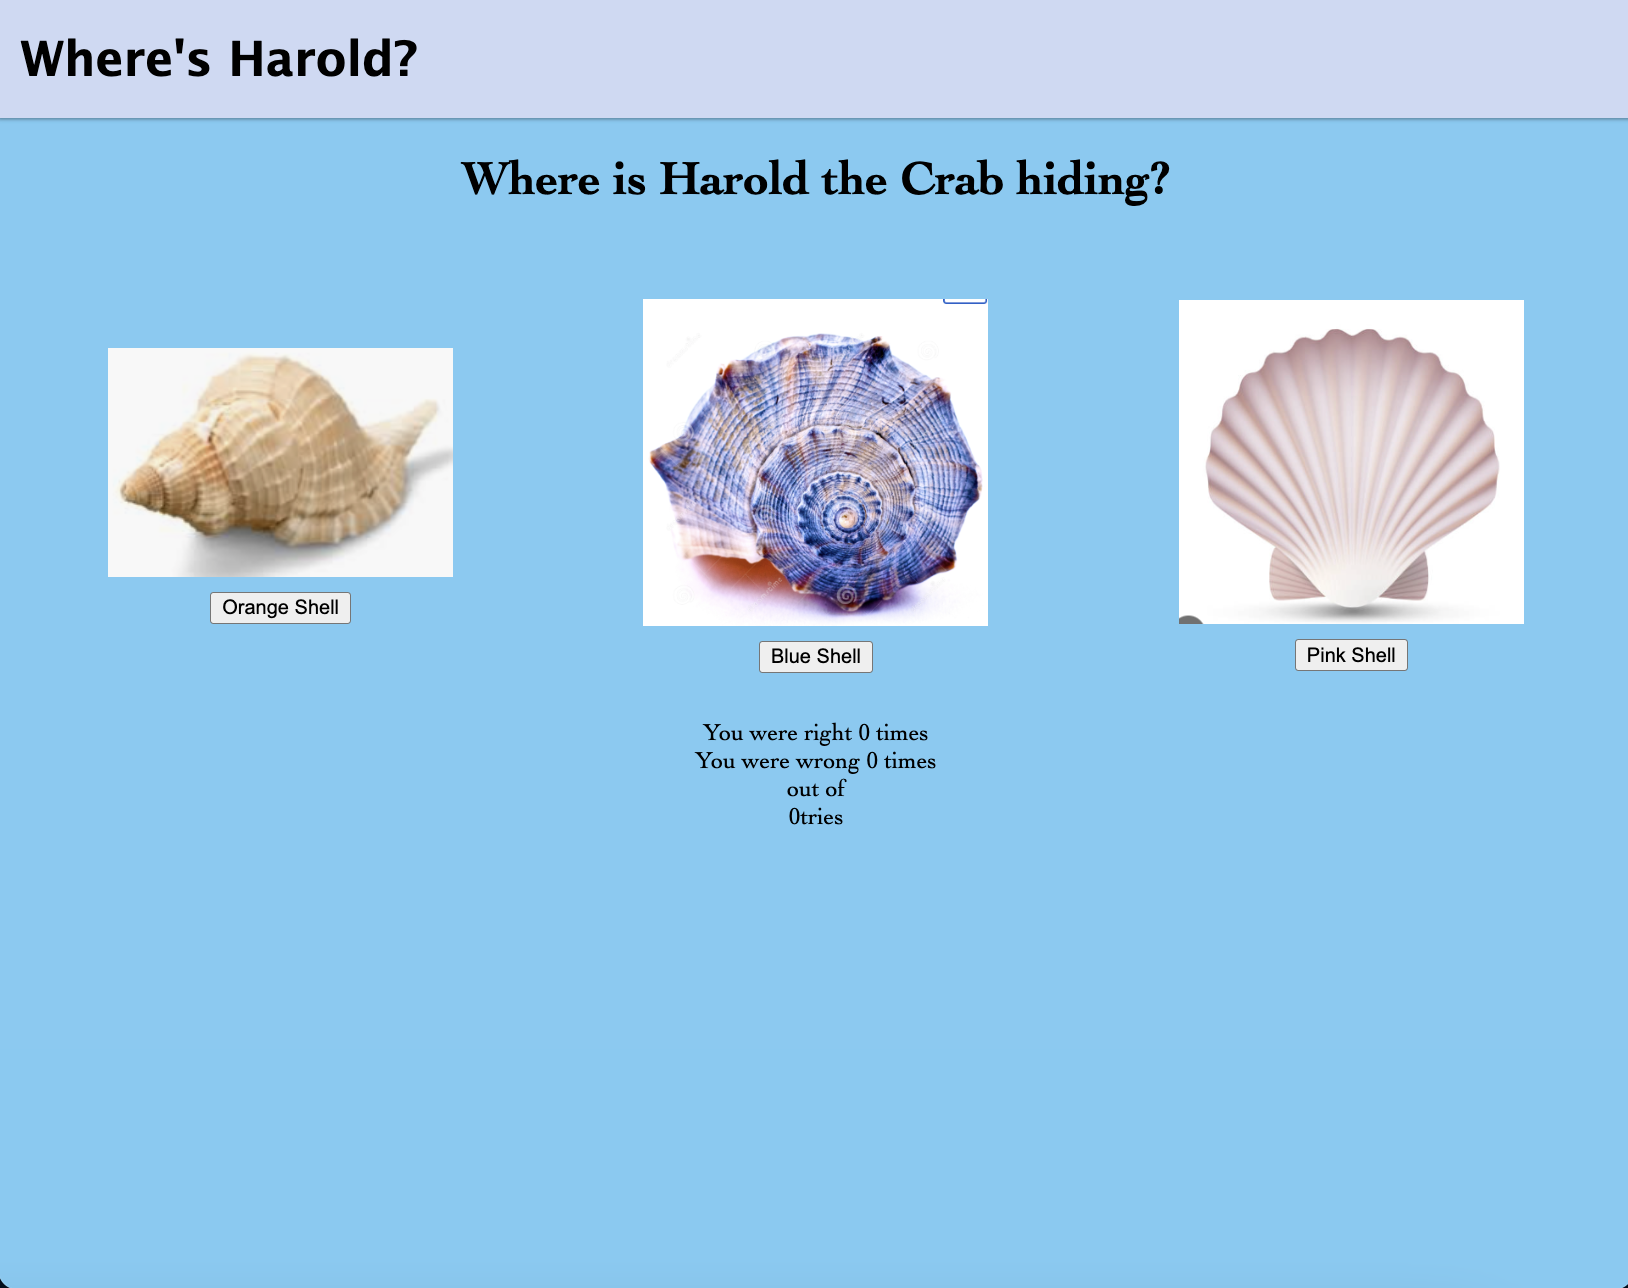 Where's Harold?
Where is Harold the Crab hiding?
Orange Shell
Blue Shell
Pink Shell
You were right 0 times
You were wrong 0 times
out of
0tries